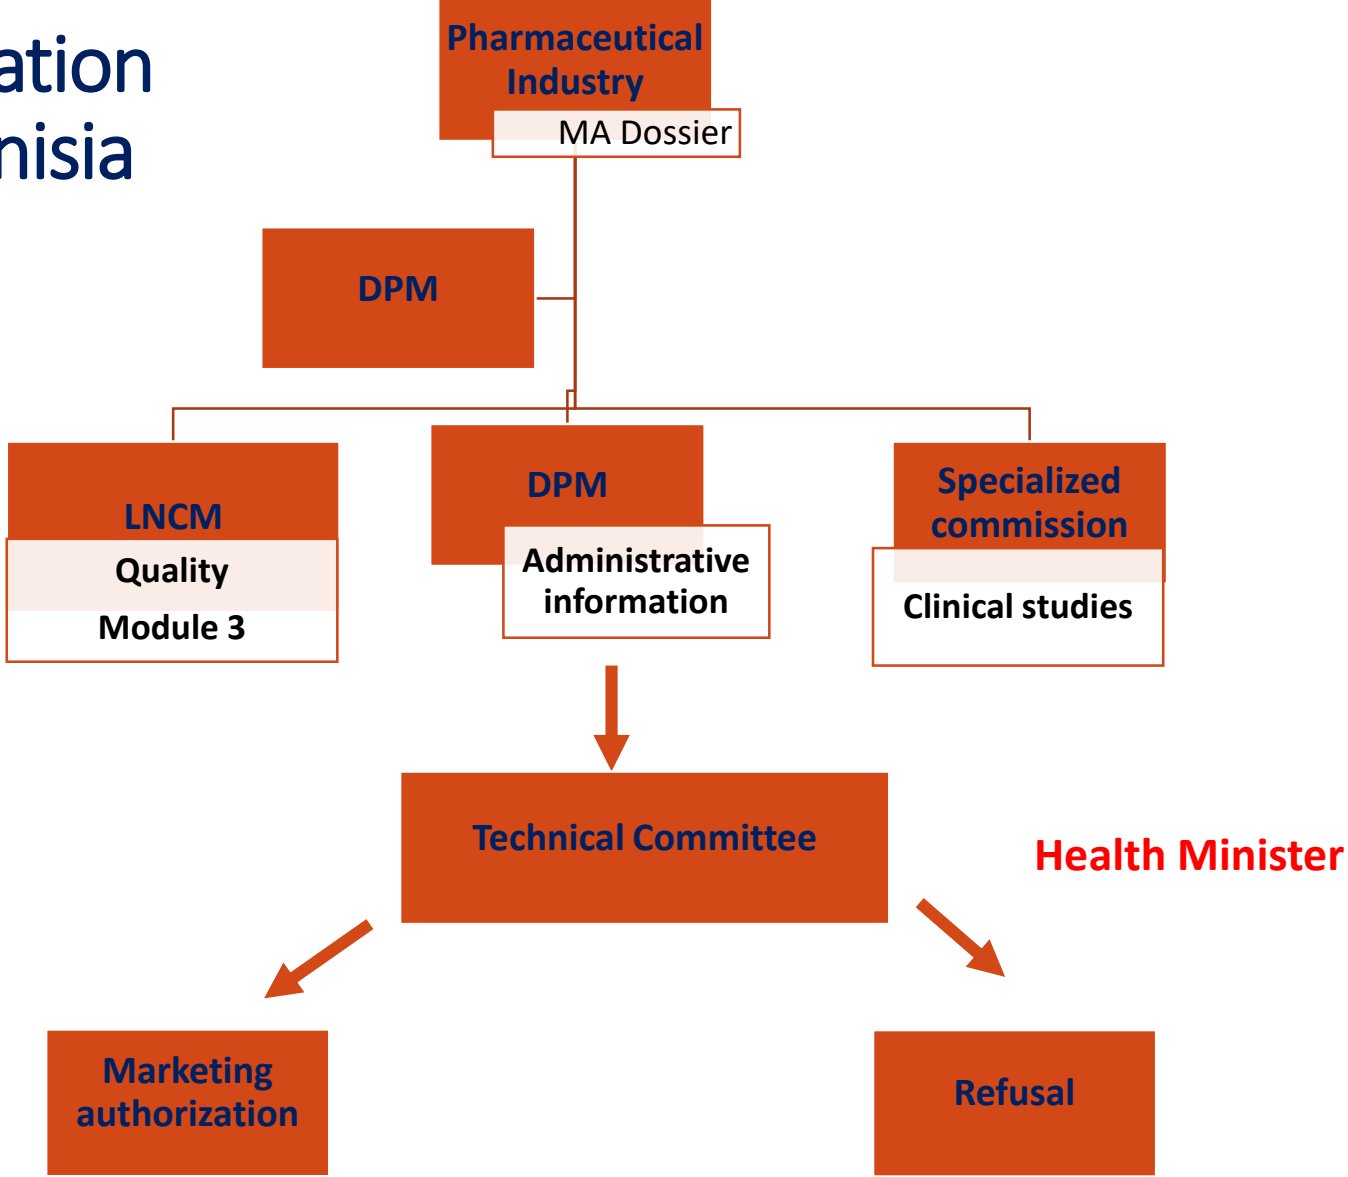 ation
nisia
Pharmaceutical
Industry
MA Dossier
DPM
LNCM
Quality
Module 3
DPM
Administrative
information
Specialized
commission
Clinical studies
Technical Committee
Health Minister
Marketing
authorization
Refusal